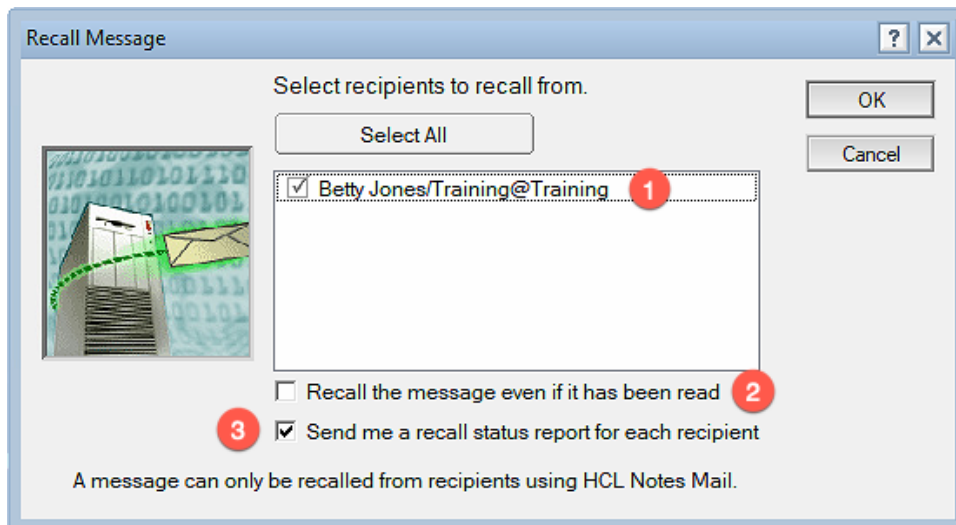 Recall Message
?
Select recipients to recall from.
OK
Select All
Cancel
Betty Jones/Training@Training 1
Recall the message even if it has been read 2
3 Send me a recall status report for each recipient
A message can only be recalled from recipients using HCL Notes Mail.